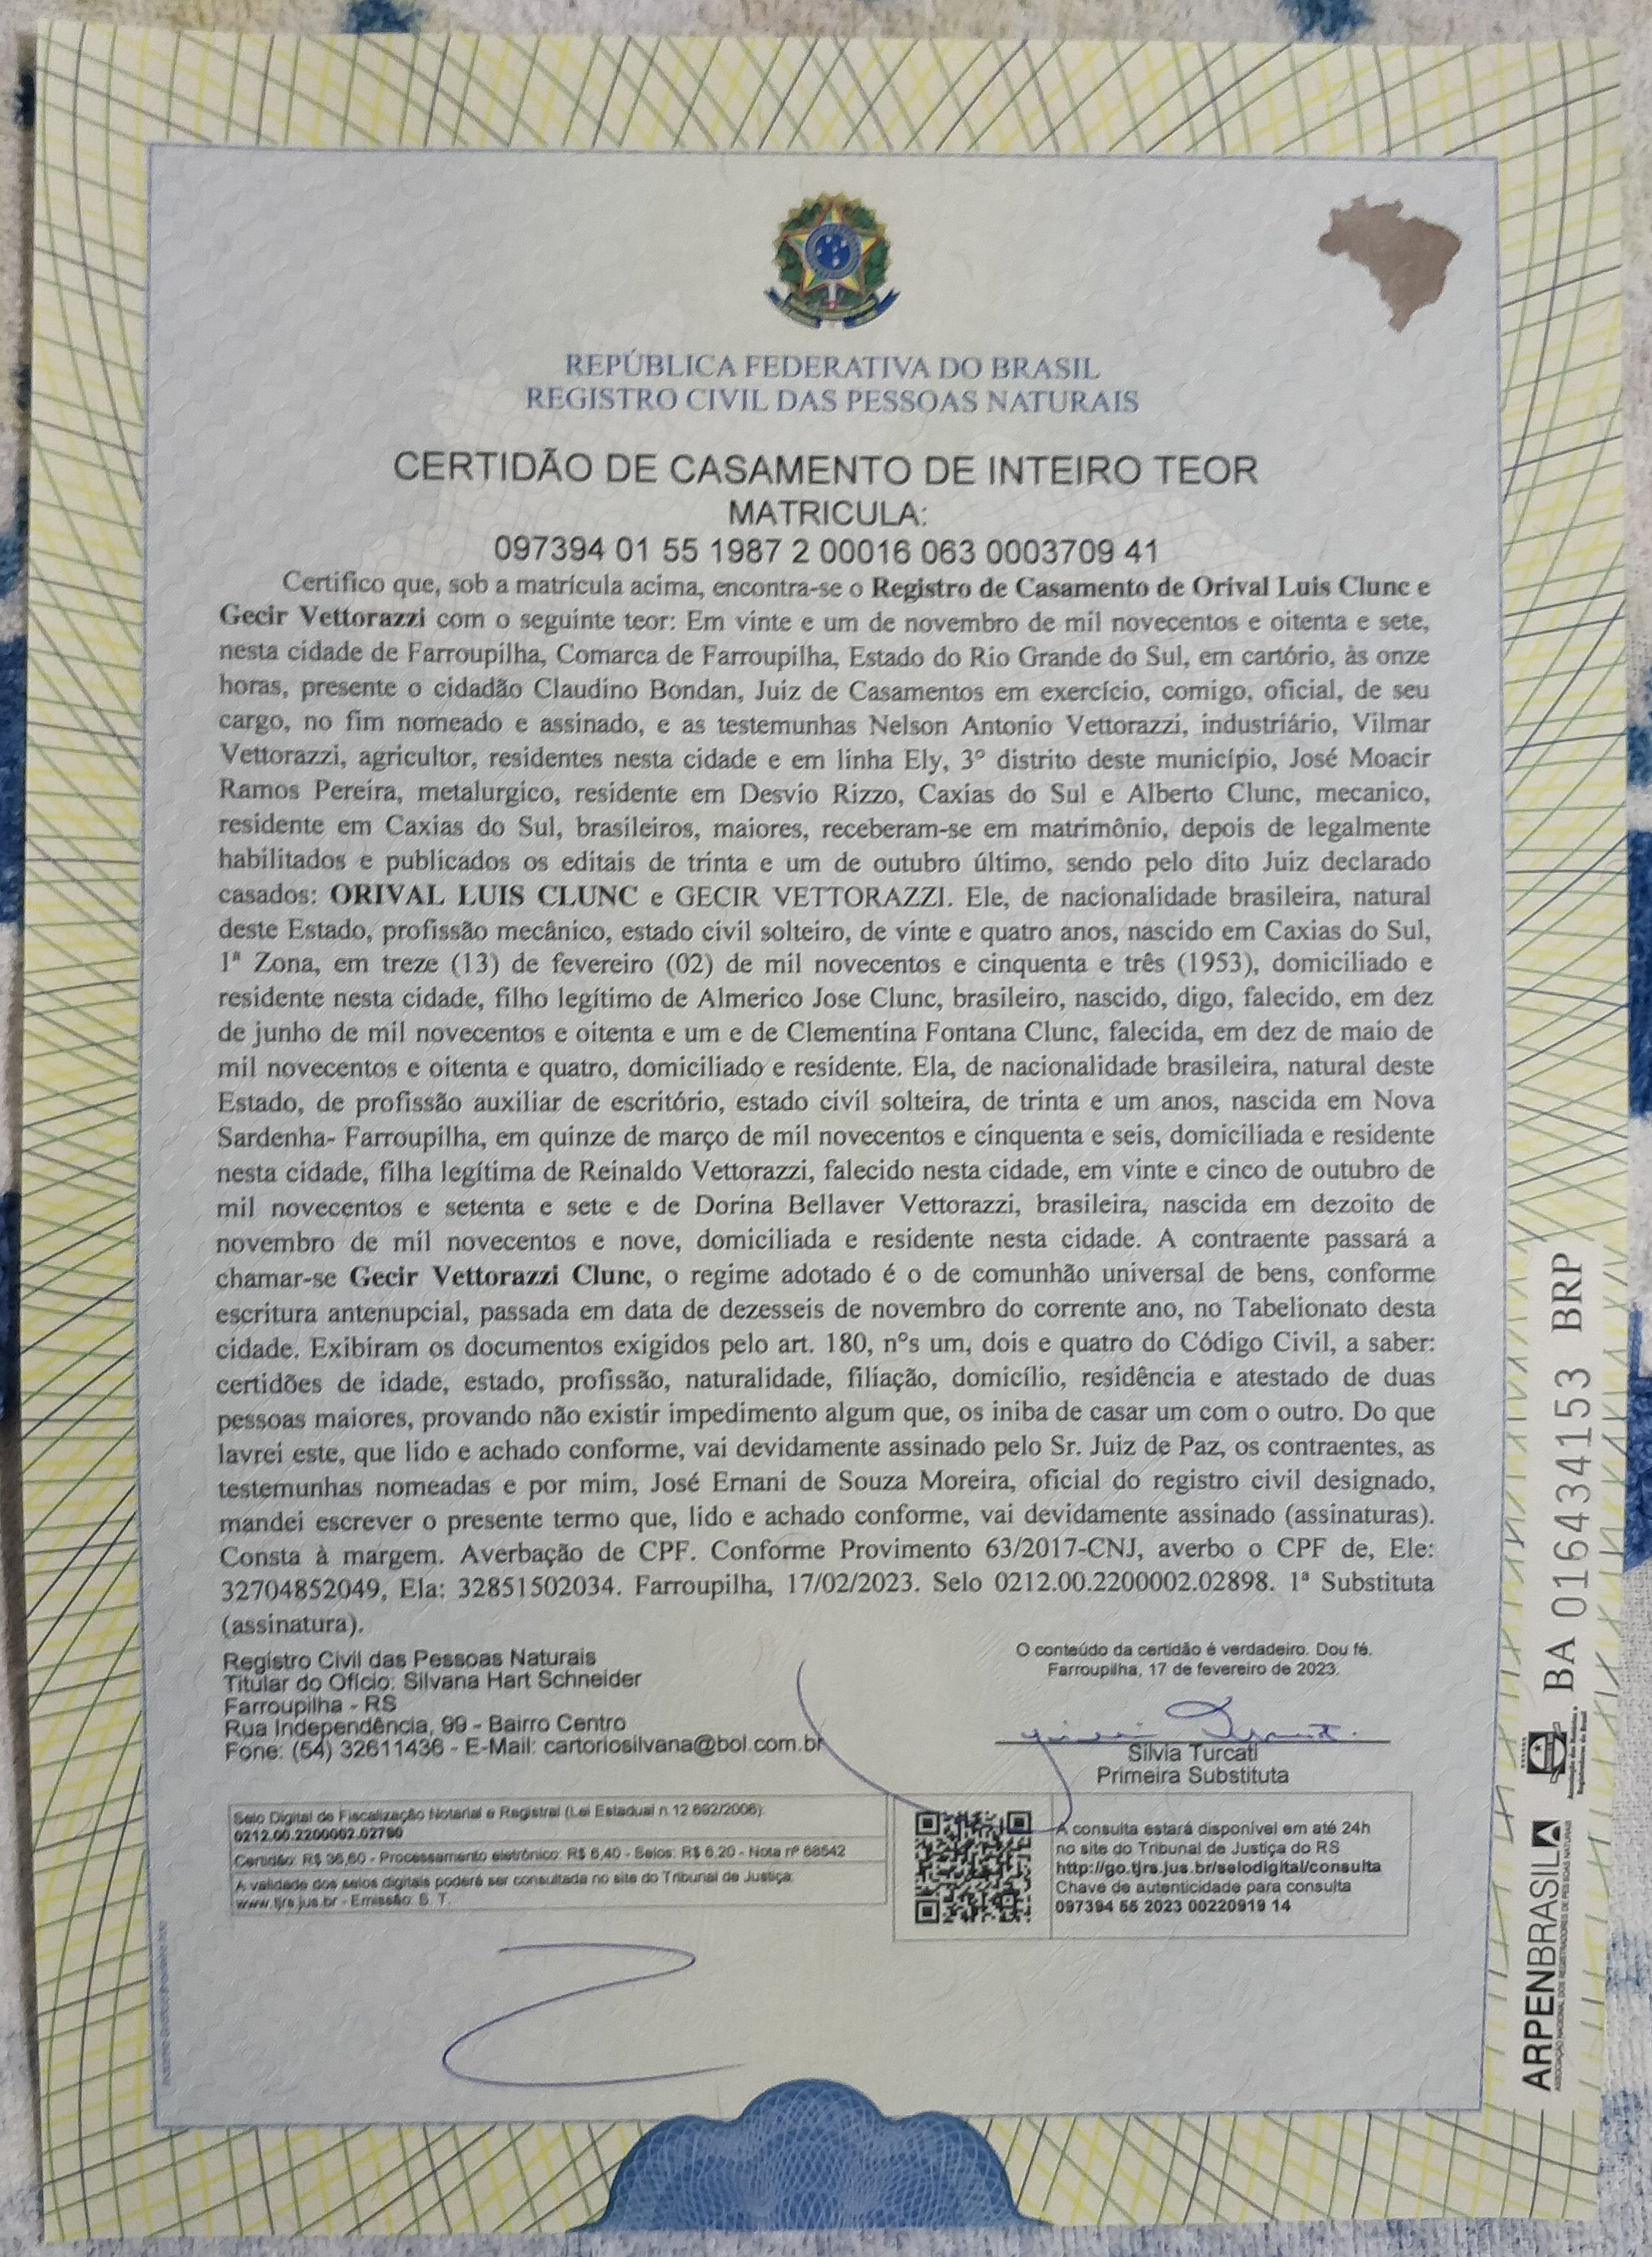 REPÚBLICA FEDERATIVA DO BRASIL
REGISTRO CIVIL DAS PESSOAS NATURAIS
CERTIDÃO DE CASAMENTO DE INTEIRO TEOR
MATRICULA:
097394 01 55 1987 2 00016 063 0003709 41
Certifico que, sob a matrícula acima, encontra-se o Registro de Casamento de Orival Luis Clunc e
Gecir Vettorazzi com o seguinte teor: Em vinte e um de novembro de mil novecentos e oitenta e sete,
nesta cidade de Farroupilha, Comarca de Farroupilha, Estado do Rio Grande do Sul, em cartório, às onze
horas, presente o cidadão Claudino Bondan, Juiz de Casamentos em exercício, comigo, oficial, de seu
cargo, no fim nomeado e assinado, e as testemunhas Nelson Antonio Vettorazzi, industriário, Vilmar
Vettorazzi, agricultor, residentes nesta cidade e em linha Ely, 3º distrito deste município, José Moacir
Ramos Pereira, metalurgico, residente em Desvio Rizzo, Caxias do Sul e Alberto Clunc, mecanico,
residente em Caxias do Sul, brasileiros, maiores, receberam-se em matrimônio, depois de legalmente
habilitados e publicados os editais de trinta e um de outubro último, sendo pelo dito Juiz declarado
casados: ORIVAL LUIS CLUNC e GECIR VETTORAZZI. Ele, de nacionalidade brasileira, natural
deste Estado, profissão mecânico, estado civil solteiro, de vinte e quatro anos, nascido em Caxias do Sul,
1ª Zona, em treze (13) de fevereiro (02) de mil novecentos e cinquenta e três (1953), domiciliado e
residente nesta cidade, filho legítimo de Almerico Jose Clunc, brasileiro, nascido, digo, falecido, em dez
de junho de mil novecentos e oitenta e um e de Clementina Fontana Clunc, falecida, em dez de maio de
mil novecentos e oitenta e quatro, domiciliado e residente. Ela, de nacionalidade brasileira, natural deste
Estado, de profissão auxiliar de escritório, estado civil solteira, de trinta e um anos, nascida em Nova
Sardenha- Farroupilha, em quinze de março de mil novecentos e cinquenta e seis, domiciliada e residente
nesta cidade, filha legítima de Reinaldo Vettorazzi, falecido nesta cidade, em vinte e cinco de outubro de
mil novecentos e setenta e sete e de Dorina Bellaver Vettorazzi, brasileira, nascida em dezoito de
novembro de mil novecentos e nove, domiciliada e residente nesta cidade. A contraente passará a
chamar-se Gecir Vettorazzi Clunc, o regime adotado é o de comunhão universal de bens, conforme
escritura antenupcial, passada em data de dezesseis de novembro do corrente ano, no Tabelionato desta
cidade. Exibiram os documentos exigidos pelo art. 180, nºs um, dois e quatro do Código Civil, a saber:
certidões de idade, estado, profissão, naturalidade, filiação, domicílio, residência e atestado de duas
pessoas maiores, provando não existir impedimento algum que, os iniba de casar um com o outro. Do que
lavrei este, que lido e achado conforme, vai devidamente assinado pelo Sr. Juiz de Paz, os contraentes, as
testemunhas nomeadas e por mim, José Ernani de Souza Moreira, oficial do registro civil designado,
mandei escrever o presente termo que, lido e achado conforme, vai devidamente assinado (assinaturas).
Consta à margem. Averbação de CPF. Conforme Provimento 63/2017-CNJ, averbo o CPF de, Ele:
32704852049, Ela: 32851502034. Farroupilha, 17/02/2023. Selo 0212.00.2200002.02898. 1ª Substituta
(assinatura).
Registro Civil das Pessoas Naturais
Titular do Ofício: Silvana Hart Schneider
Farroupilha - RS
Rua Independência, 99 - Bairro Centro
Fone: (54) 32611436 - E-Mail: cartoriosilvana@bol.com.br
O conteúdo da certidão é verdadeiro. Dou fé.
Farroupilha, 17 de fevereiro de 2023.
Silvia Turcati
Primeira Substituta
Selo Digital de Fiscalização Notarial e Registral (Lei Estadual n.12.692/2006):
0212.00.2200002.02790
Certidão: R$ 36,60 - Processamento eletrônico: R$ 6,40 - Selos: R$ 6,20 - Nota nº 68542
A validade dos selos digitais poderá ser consultada no site do Tribunal de Justiça:
www.tjrs.jus.br - Emissão: S. T.
A consulta estará disponível em até 24h
no site do Tribunal de Justiça do RS
http://go.tjrs.jus.br/selodigital/consulta
Chave de autenticidade para consulta
097394 55 2023 00220919 14
BA 016434153 BRP
ARPENBRASIL
ASSOCIAÇÃO NACIONAL DOS REGISTRADORES DE PESSOAS NATURAIS